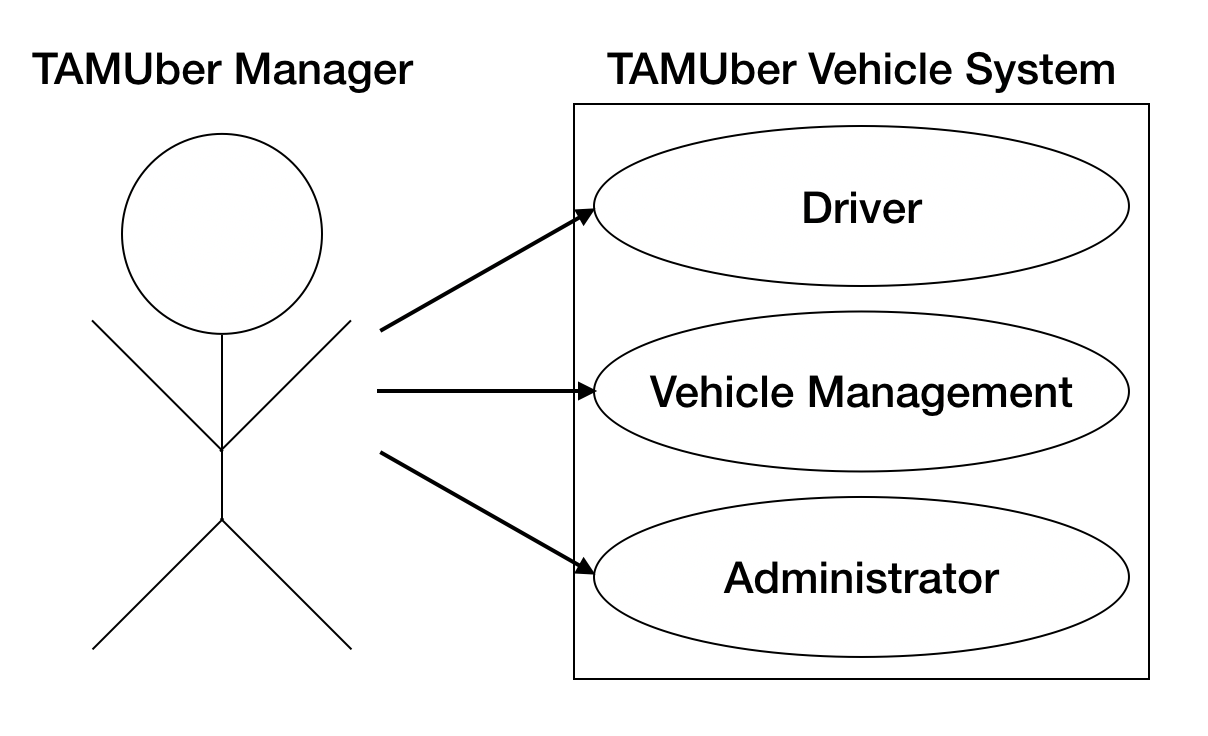 TAMUber Manager
TAMUber Vehicle System
Driver
Vehicle Management
Administrator